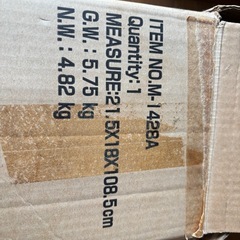 ITEM NO.M-1428A
Quantity: 1
MEASURE:21.5X18X108.5cm
G.W. : 5.75 kg
N.W. : 4.82 kg